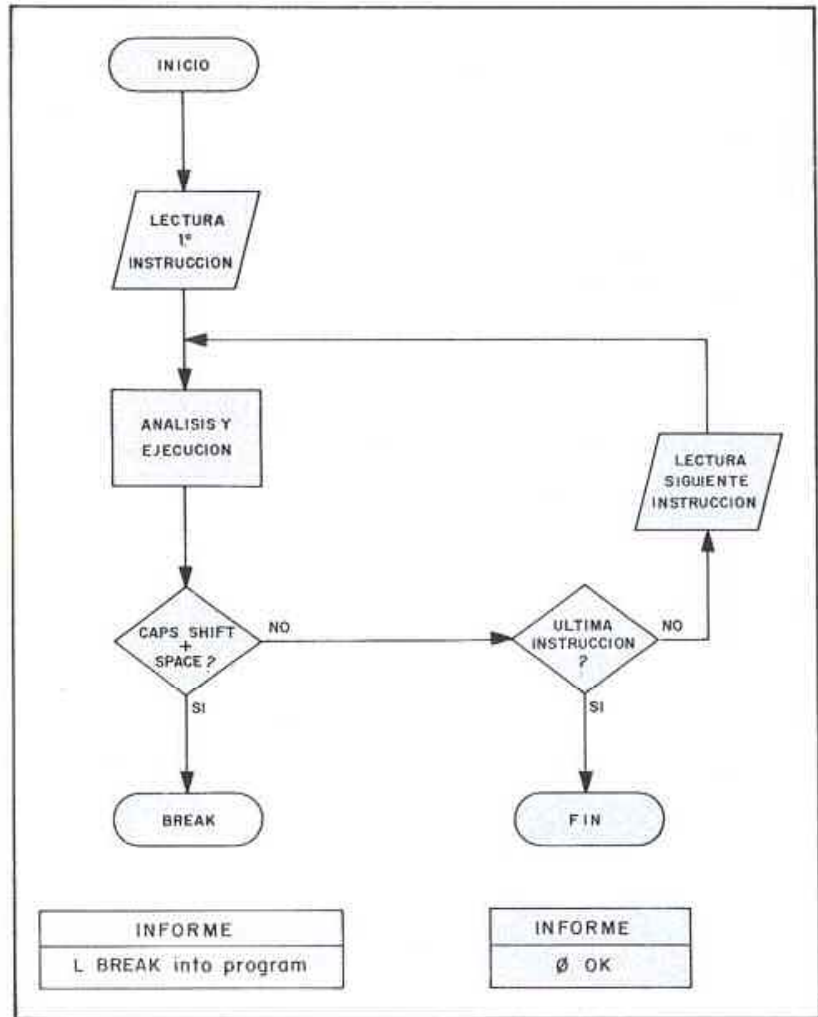 INICIO
LECTURA
1º
INSTRUCCION
ANALISIS Y
EJECUCION
LECTURA
SIGUIENTE
INSTRUCCION
CAPS SHIFT
+
SPACE?
NO
SI
ULTIMA
INSTRUCCION
?
NO
SI
BREAK
FIN
INFORME
L BREAK into program
INFORME
Ø OK